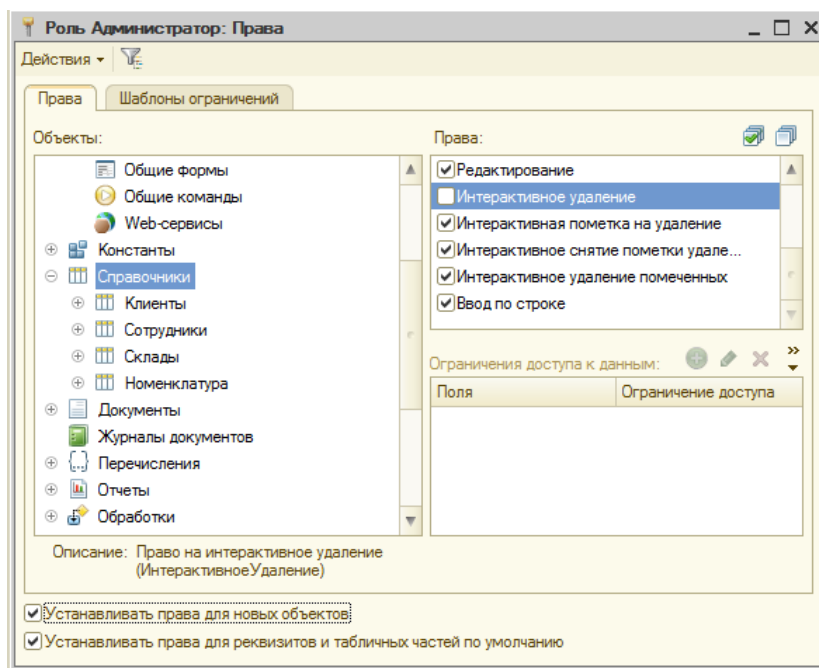 Роль Администратор: Права
Действия
Права
Шаблоны ограничений
Объекты:
Общие формы
Общие команды
Web-сервисы
Константы
Справочники
Клиенты
Сотрудники
Склады
Номенклатура
Документы
Журналы документов
Перечисления
Отчеты
Обработки
Права:
Редактирование
Интерактивное удаление
Интерактивная пометка на удаление
Интерактивное снятие пометки удале...
Интерактивное удаление помеченных
Ввод по строке
Ограничения доступа к данным:
Поля
Ограничение доступа
Описание: Право на интерактивное удаление
(ИнтерактивноеУдаление)
Устанавливать права для новых объектов
Устанавливать права для реквизитов и табличных частей по умолчанию